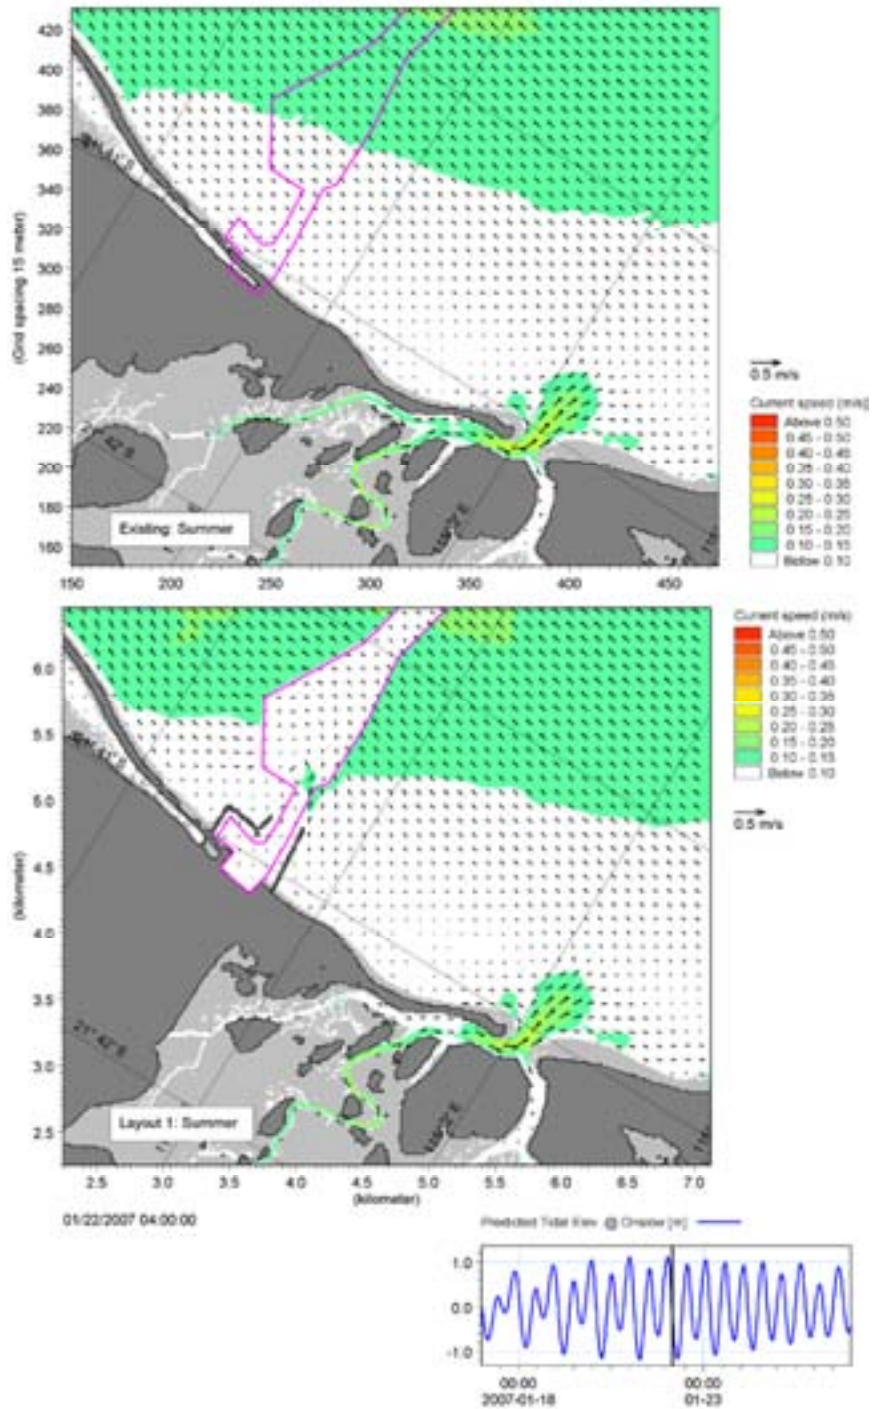 420
400
380
360
340
320
300
280
260
240
220
200
180
160
(Grid spacing 15 meter)
Existing: Summer
150 200 250 300 350 400 450
0.5 m/s
Current speed (m/s)
Above 0.50
0.45 - 0.50
0.40 - 0.45
0.35 - 0.40
0.30 - 0.35
0.25 - 0.30
0.20 - 0.25
0.15 - 0.20
0.10 - 0.15
Below 0.10
6.0
5.5
5.0
4.5
4.0
3.5
3.0
2.5
(kilometer)
21° 42' S
Layout 1: Summer
2.5 3.0 3.5 4.0 4.5 5.0 5.5 6.0 6.5 7.0
(kilometer)
Current speed (m/s)
Above 0.50
0.45 - 0.50
0.40 - 0.45
0.35 - 0.40
0.30 - 0.35
0.25 - 0.30
0.20 - 0.25
0.15 - 0.20
0.10 - 0.15
Below 0.10
0.5 m/s
01/22/2007 04:00:00
Predicted Tidal Elev. @ Onslow [m]
1.0
0.0
-1.0
00:00 00:00
2007-01-18 01-23